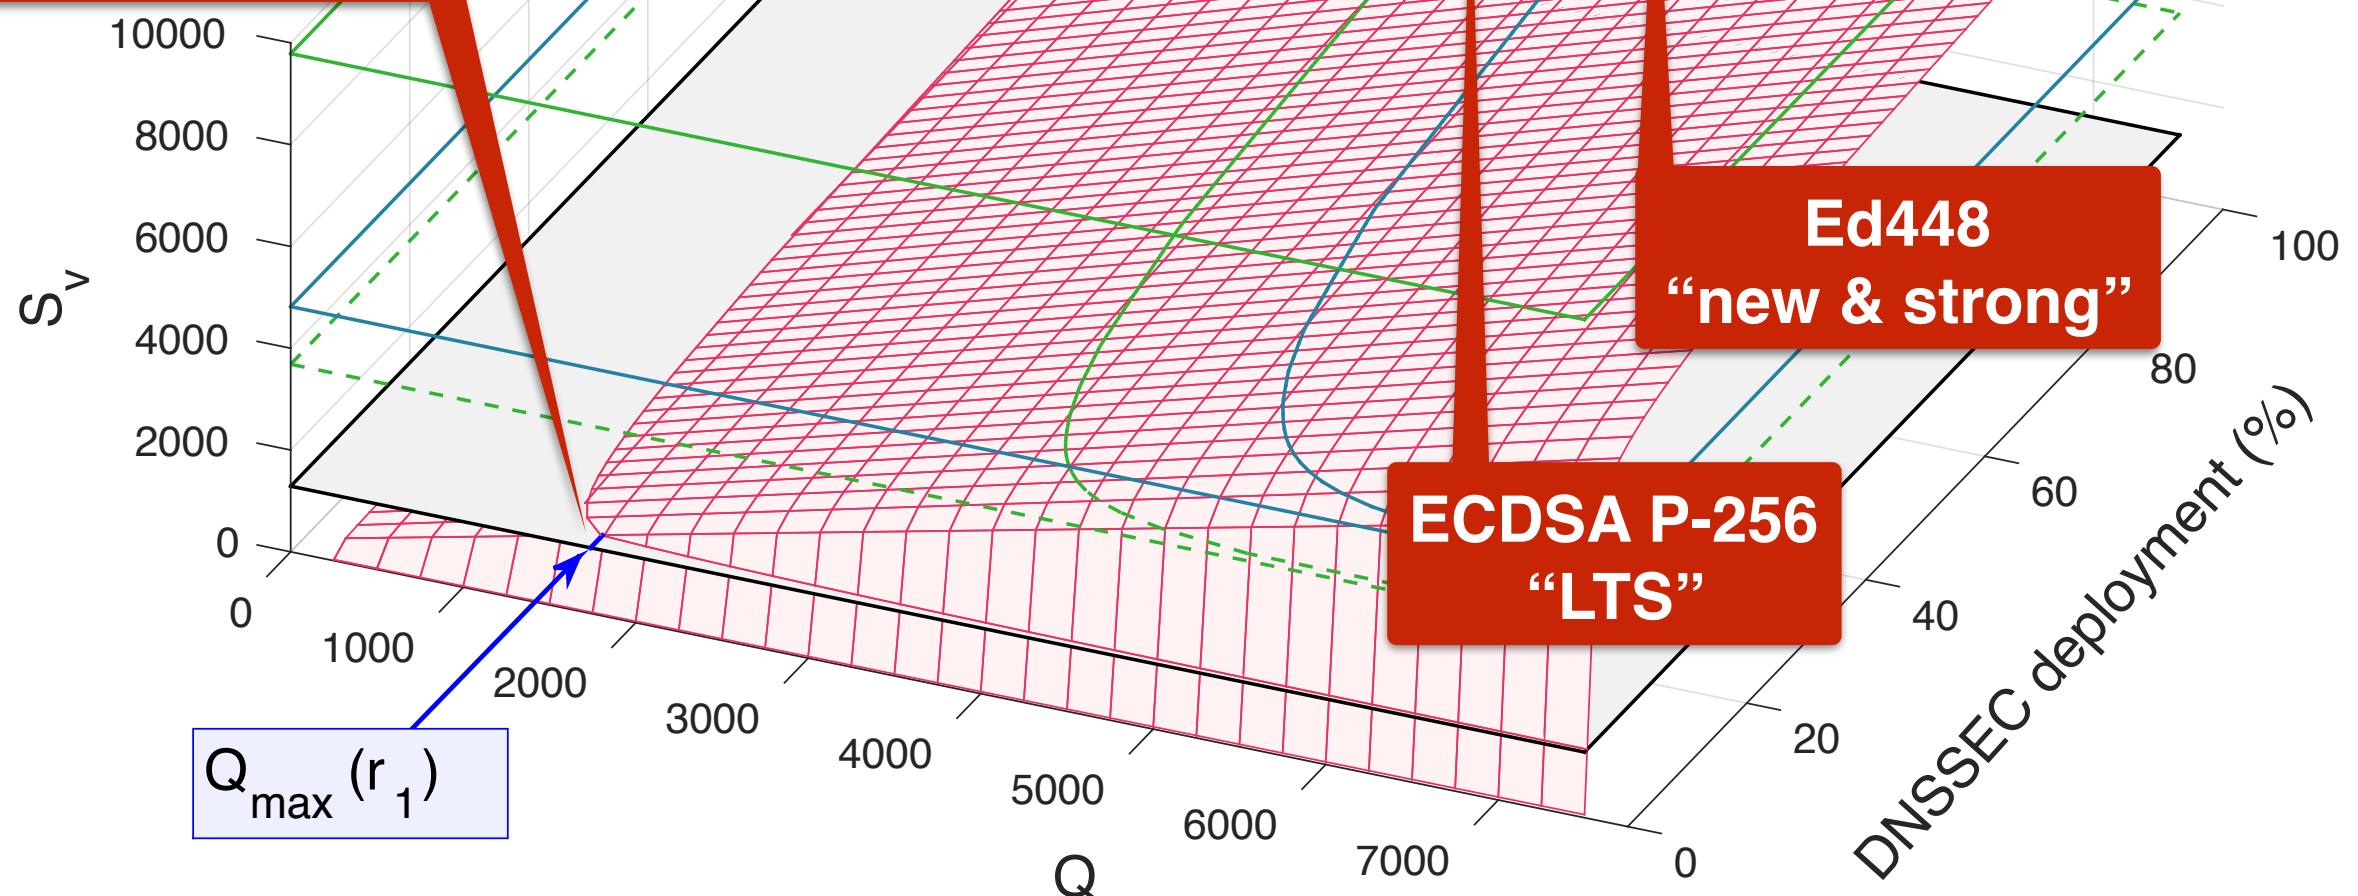 10000
8000
6000
4000
2000
0
S_v
0
1000
2000
3000
4000
5000
6000
7000
Q
0
20
40
60
80
100
DNSSEC deployment (%)
Ed448
“new & strong”
ECDSA P-256
“LTS”
Q_max (r_1)